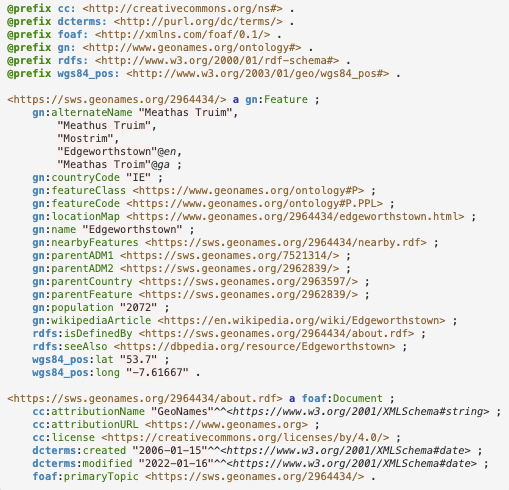 @prefix cc: <http://creativecommons.org/ns#> .
@prefix dcterms: <http://purl.org/dc/terms/> .
@prefix foaf: <http://xmlns.com/foaf/0.1/> .
@prefix gn: <http://www.geonames.org/ontology#> .
@prefix rdfs: <http://www.w3.org/2000/01/rdf-schema#> .
@prefix wgs84_pos: <http://www.w3.org/2003/01/geo/wgs84_pos#> .

<https://sws.geonames.org/2964434/> a gn:Feature ;
    gn:alternateName "Meathas Truim",
        "Meathus Truim",
        "Mostrim",
        "Edgeworthstown"@en,
        "Meathas Troim"@ga ;
    gn:countryCode "IE" ;
    gn:featureClass <https://www.geonames.org/ontology#P> ;
    gn:featureCode <https://www.geonames.org/ontology#P.PPL> ;
    gn:locationMap <https://www.geonames.org/2964434/edgeworthstown.html> ;
    gn:name "Edgeworthstown" ;
    gn:nearbyFeatures <https://sws.geonames.org/2964434/nearby.rdf> ;
    gn:parentADM1 <https://sws.geonames.org/7521314/> ;
    gn:parentADM2 <https://sws.geonames.org/2962839/> ;
    gn:parentCountry <https://sws.geonames.org/2963597/> ;
    gn:parentFeature <https://sws.geonames.org/2962839/> ;
    gn:population "2072" ;
    gn:wikipediaArticle <https://en.wikipedia.org/wiki/Edgeworthstown> ;
    rdfs:isDefinedBy <https://sws.geonames.org/2964434/about.rdf> ;
    rdfs:seeAlso <https://dbpedia.org/resource/Edgeworthstown> ;
    wgs84_pos:lat "53.7" ;
    wgs84_pos:long "-7.61667" .

<https://sws.geonames.org/2964434/about.rdf> a foaf:Document ;
    cc:attributionName "GeoNames"^^<https://www.w3.org/2001/XMLSchema#string> ;
    cc:attributionURL <https://www.geonames.org> ;
    cc:license <https://creativecommons.org/licenses/by/4.0/> ;
    dcterms:created "2006-01-15"^^<https://www.w3.org/2001/XMLSchema#date> ;
    dcterms:modified "2022-01-16"^^<https://www.w3.org/2001/XMLSchema#date> ;
    foaf:primaryTopic <https://sws.geonames.org/2964434/> .